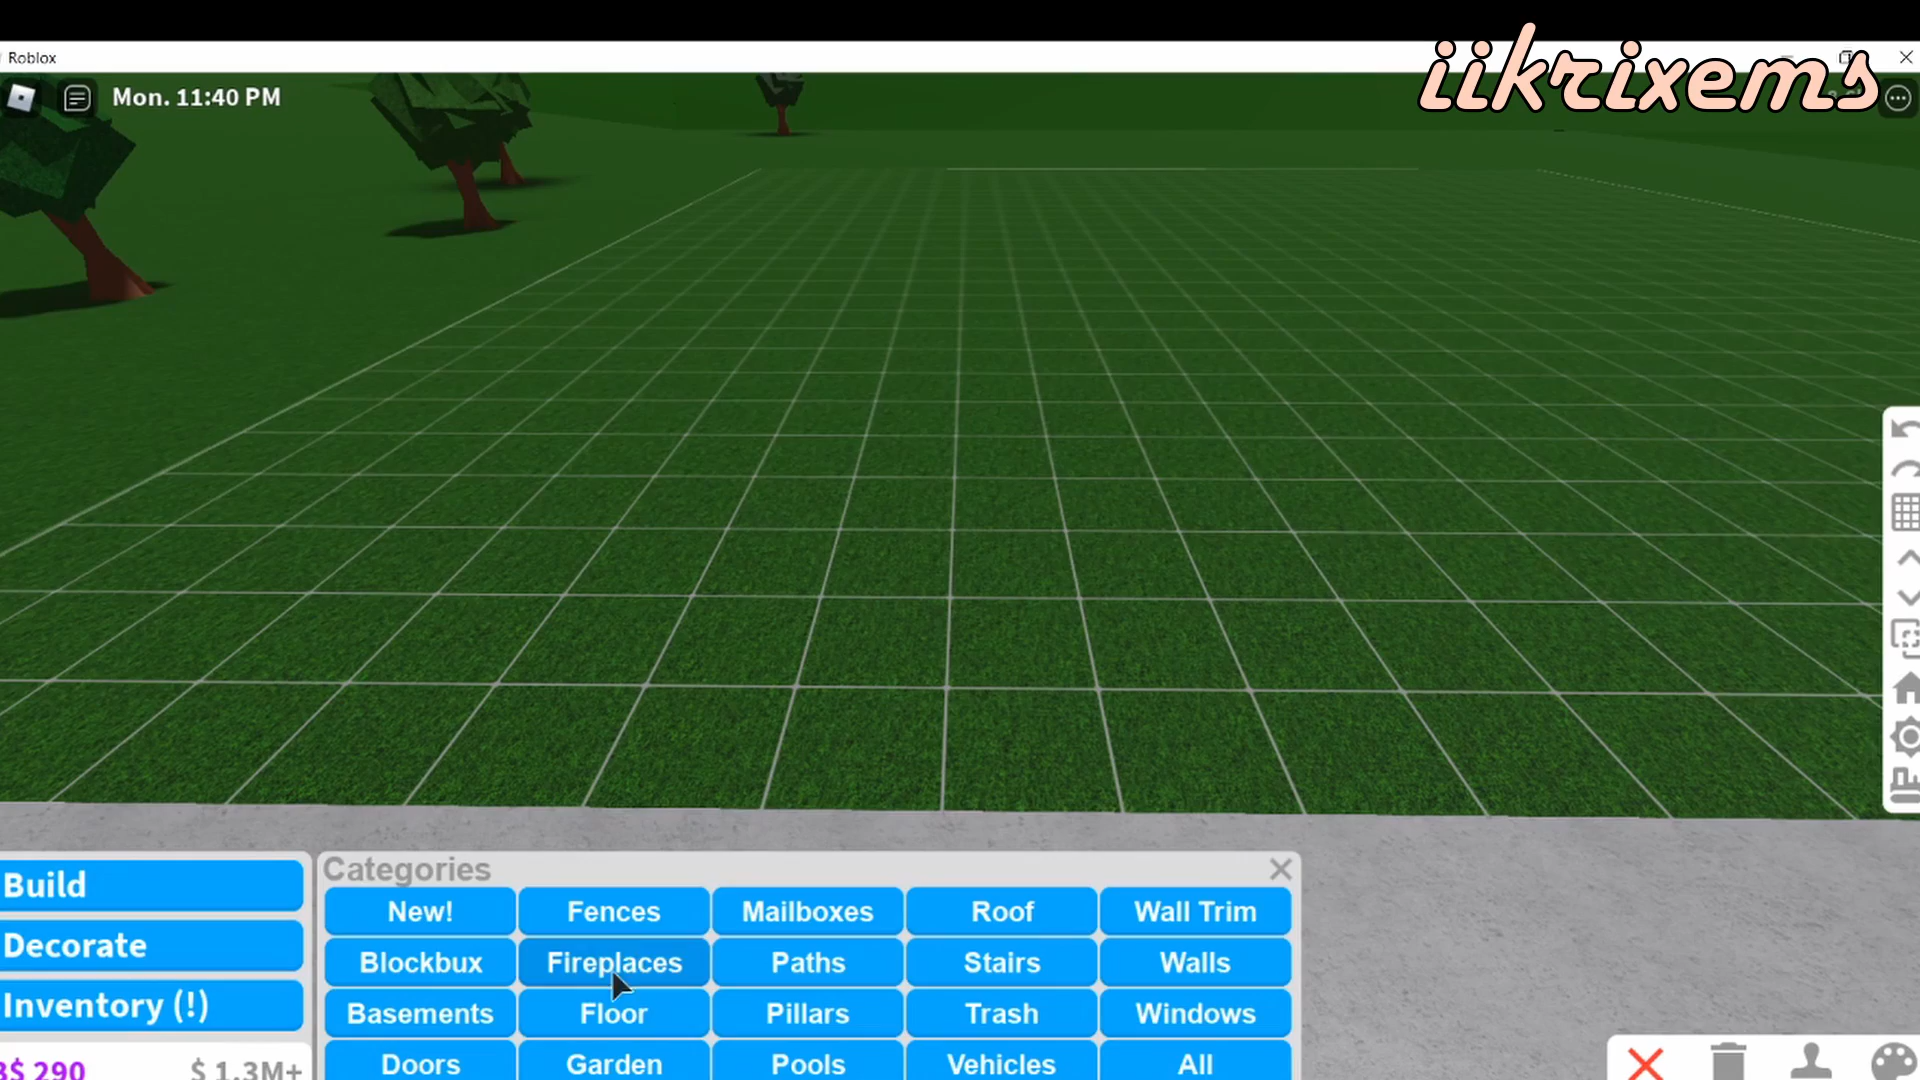 Roblox
iikrixems
Mon. 11:40 PM
Build
Decorate
Inventory (!)
B$ 290
$ 1.3M+
Categories
New!
Fences
Mailboxes
Roof
Wall Trim
Blockbux
Fireplaces
Paths
Stairs
Walls
Basements
Floor
Pillars
Trash
Windows
Doors
Garden
Pools
Vehicles
All